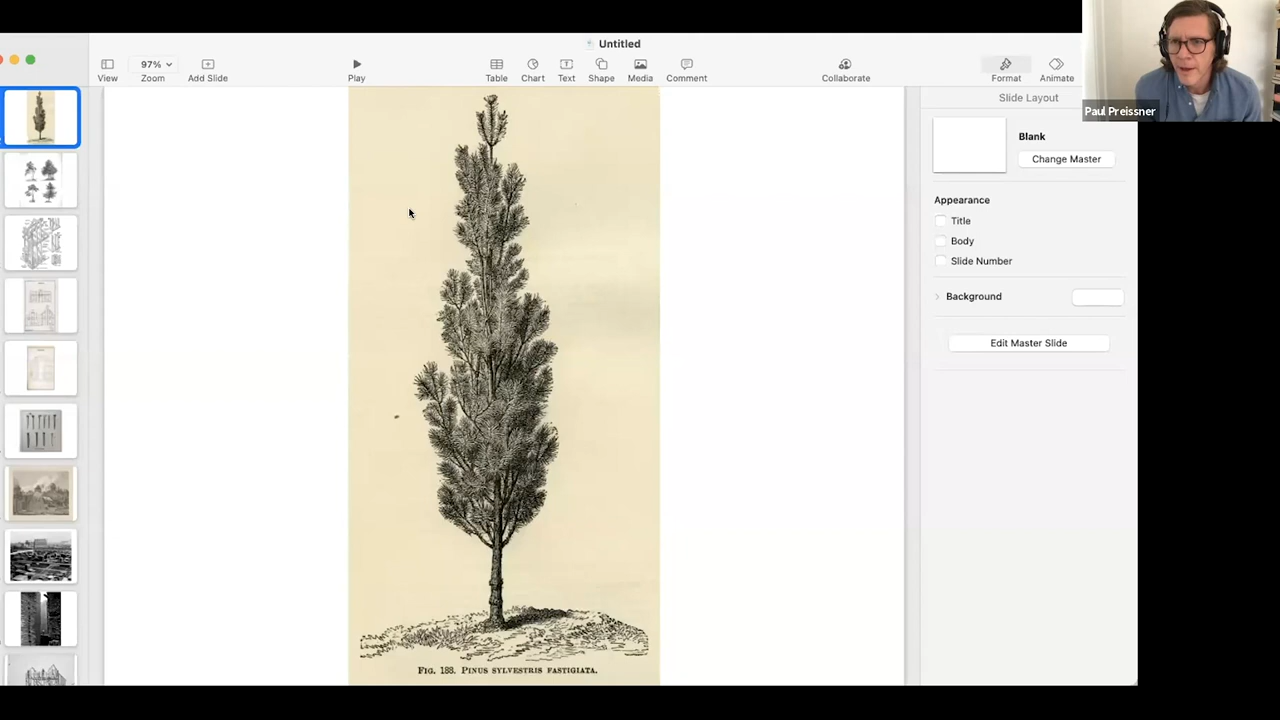 Untitled
97%
View
Zoom
Add Slide
Play
Table
Chart
Text
Shape
Media
Comment
Collaborate
Format
Animate
Paul Preissner
Slide Layout
Blank
Change Master
Appearance
Title
Body
Slide Number
Background
Edit Master Slide
Fig. 188. Pinus sylvestris fastigiata.